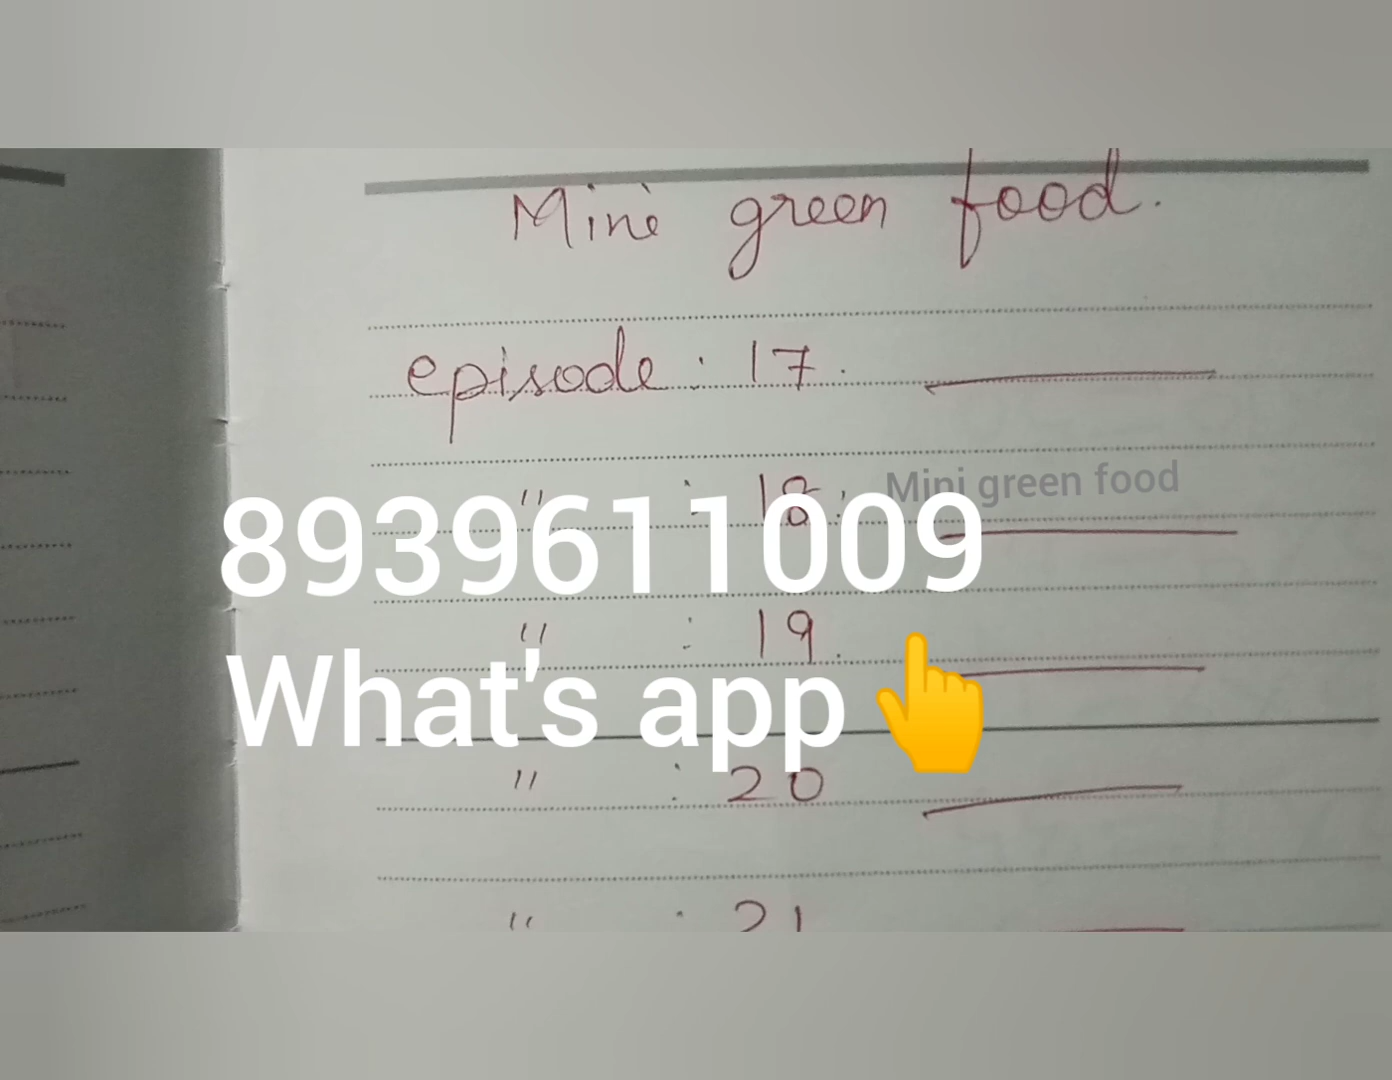 Mini green food.
episode : 17.
" : 18.
Mini green food
8939611009
" : 19.
What's app👆
" : 20
" : 21